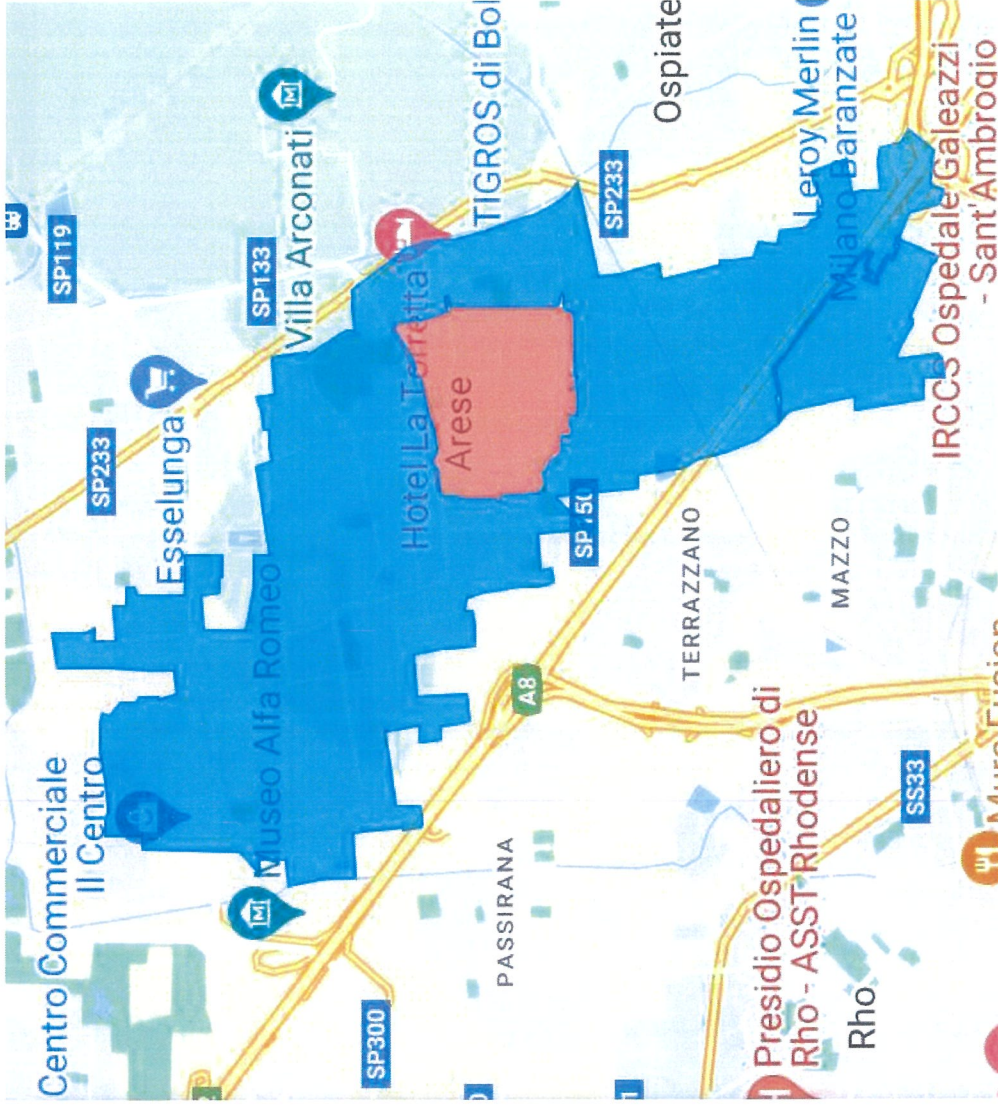 Centro Commerciale
Il Centro
SP119
SP233
Esselunga
SP133
Museo Alfa Romeo
Villa Arconati
SP300
Hotel La Torretta
Arese
TIGROS di Bol
PASSIRANA
A8
SP
50
SP233
Ospiate
TERRAZZANO
Presidio Ospedaliero di
Rho - ASST Rhodense
Leroy Merlin
Milano Baranzate
MAZZO
Rho
SS33
IRCCS Ospedale Galeazzi
- Sant'Ambrogio